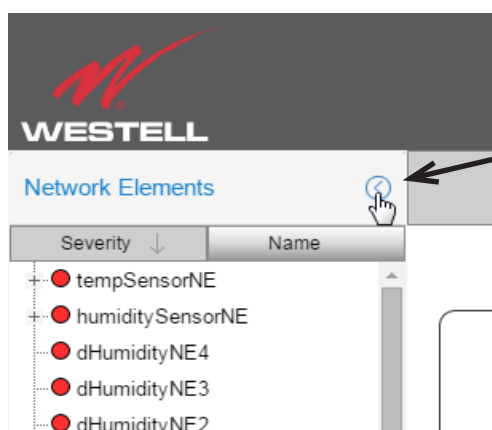 WESTELL
Network Elements
Severity ↓ Name
tempSensorNE
humiditySensorNE
dHumidityNE4
dHumidityNE3
dHumidityNE2